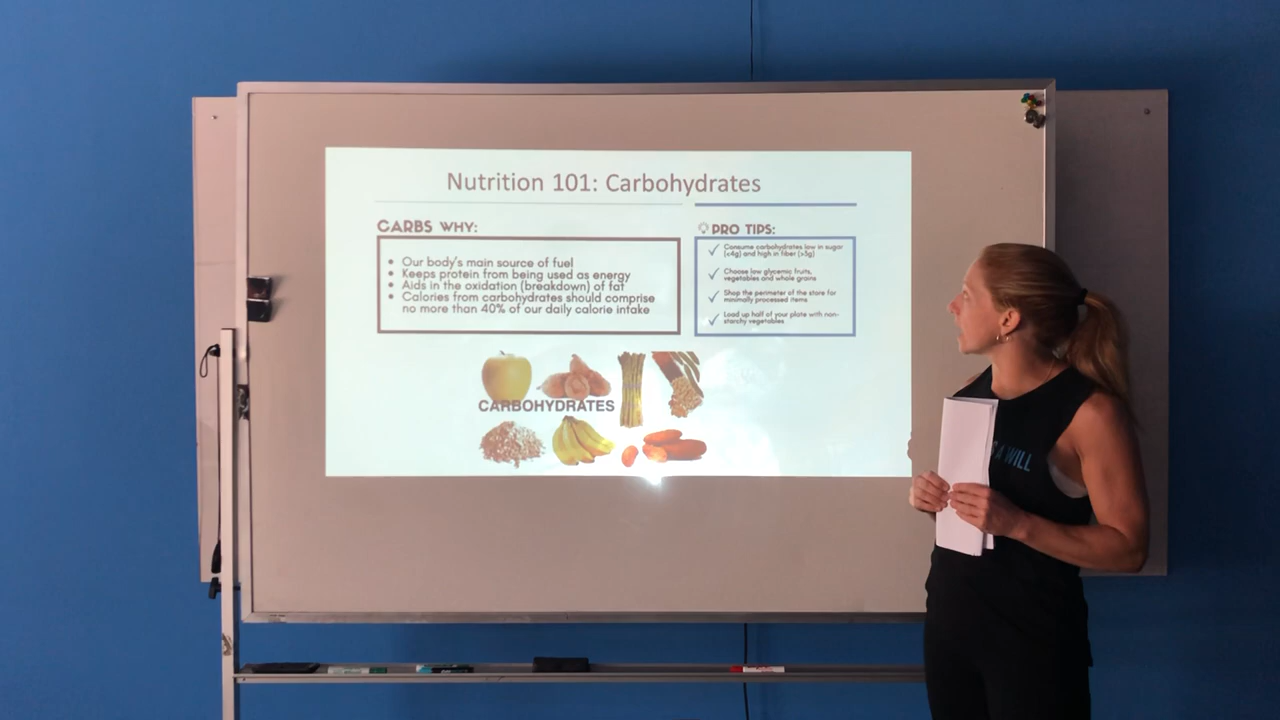 Nutrition 101: Carbohydrates
CARBS WHY:
• Our body's main source of fuel
• Keeps protein from being used as energy
• Aids in the oxidation (breakdown) of fat
• Calories from carbohydrates should comprise
no more than 40% of our daily calorie intake
PRO TIPS:
✓ Consume carbohydrates low in sugar
(<4g) and high in fiber (>3g)
✓ Choose low glycemic fruits,
vegetables and whole grains
✓ Shop the perimeter of the store for
minimally processed items
✓ Load up half of your plate with non-
starchy vegetables
CARBOHYDRATES
A WILL